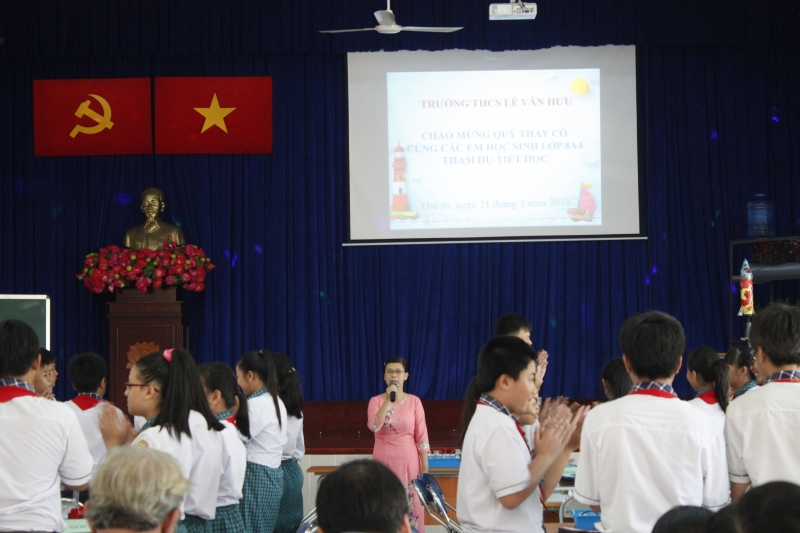 TRƯỜNG THCS LÊ VĂN HƯU
CHÀO MỪNG QUÝ THẦY CÔ
CÙNG CÁC EM HỌC SINH LỚP 8A4
THAM DỰ TIẾT HỌC
Thứ tư, ngày 21 tháng 3 năm 2018